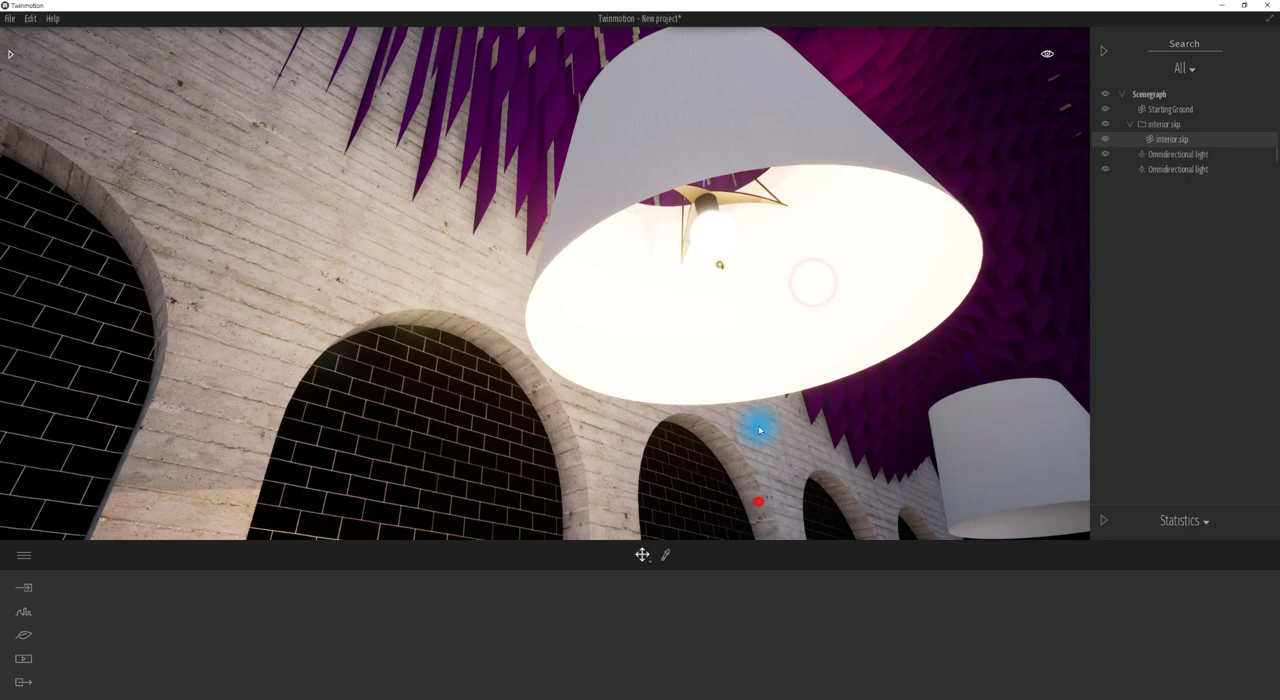 Twinmotion
File Edit Help
Twinmotion - New project*
Search
All
Scenegraph
Starting Ground
interior.skp
interior.skp
Omnidirectional light
Omnidirectional light
Statistics